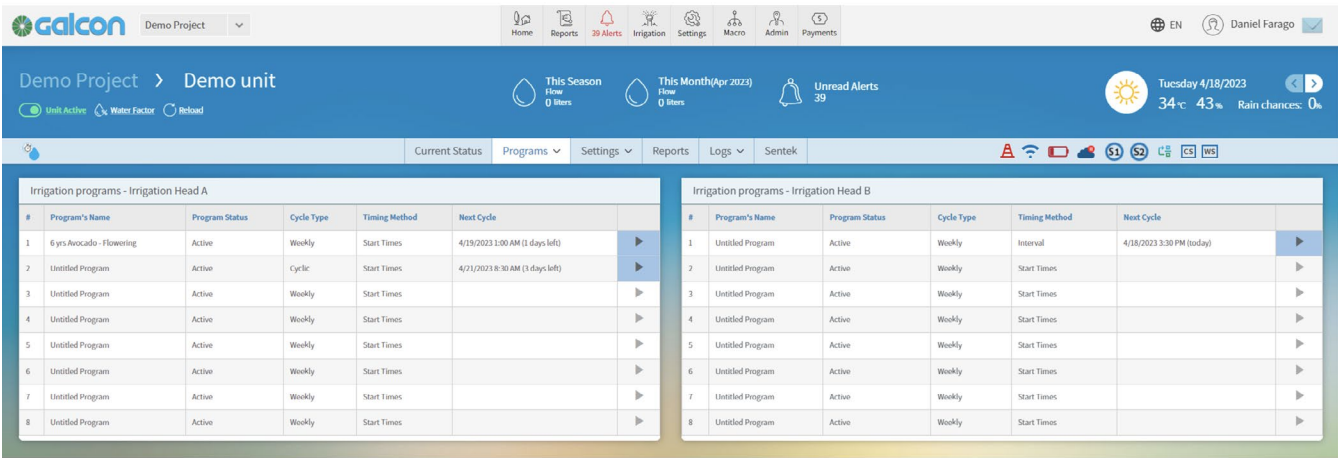 Galcon
Demo Project
Home
Reports
39 Alerts
Irrigation
Settings
Macro
Admin
Payments
EN
Daniel Farago
Demo Project > Demo unit
Unit Active Water Factor Reload
This Season
Flow
0 liters
This Month(Apr 2023)
Flow
0 liters
Unread Alerts
39
Tuesday 4/18/2023
34°C 43% Rain chances: 0%
Current Status Programs Settings Reports Logs Sentek
S1 S2 CS WS
Irrigation programs - Irrigation Head A
# Program's Name Program Status Cycle Type Timing Method Next Cycle
1 6 yrs Avocado - Flowering Active Weekly Start Times 4/19/2023 1:00 AM (1 days left)
2 Untitled Program Active Cyclic Start Times 4/21/2023 8:30 AM (3 days left)
3 Untitled Program Active Weekly Start Times
4 Untitled Program Active Weekly Start Times
5 Untitled Program Active Weekly Start Times
6 Untitled Program Active Weekly Start Times
7 Untitled Program Active Weekly Start Times
8 Untitled Program Active Weekly Start Times
Irrigation programs - Irrigation Head B
# Program's Name Program Status Cycle Type Timing Method Next Cycle
1 Untitled Program Active Weekly Interval 4/18/2023 3:30 PM (today)
2 Untitled Program Active Weekly Start Times
3 Untitled Program Active Weekly Start Times
4 Untitled Program Active Weekly Start Times
5 Untitled Program Active Weekly Start Times
6 Untitled Program Active Weekly Start Times
7 Untitled Program Active Weekly Start Times
8 Untitled Program Active Weekly Start Times